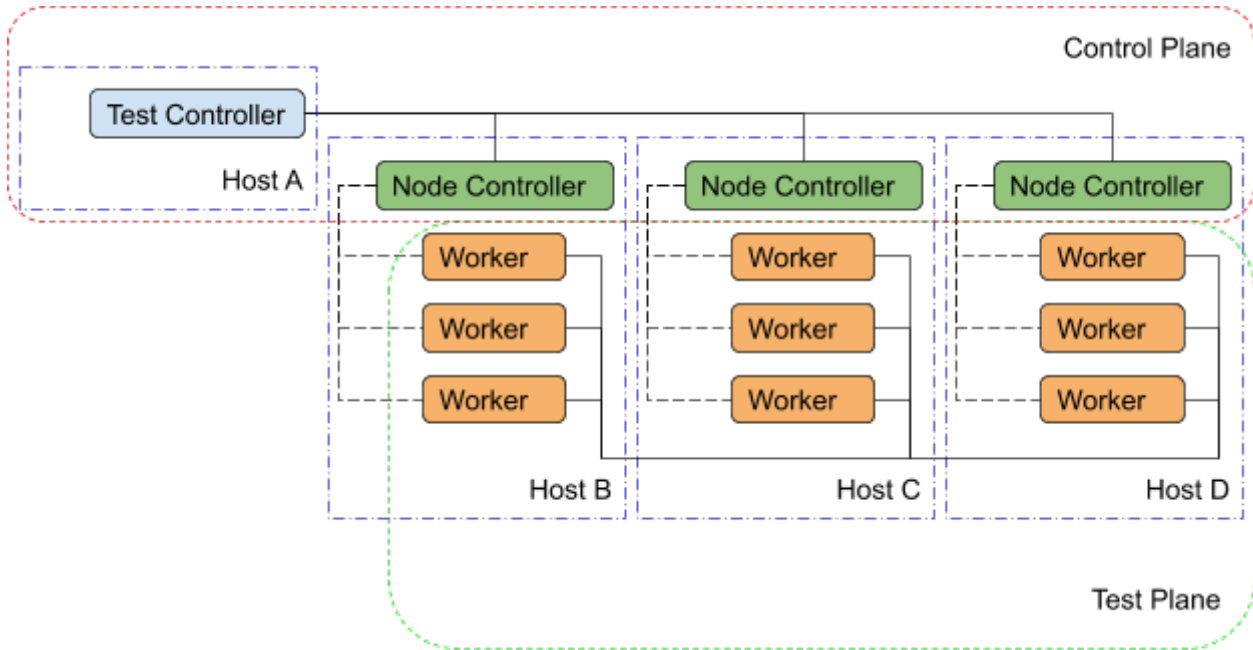 Control Plane
Test Controller
Host A
Node Controller
Node Controller
Node Controller
Worker
Worker
Worker
Worker
Worker
Worker
Worker
Worker
Worker
Host B
Host C
Host D
Test Plane